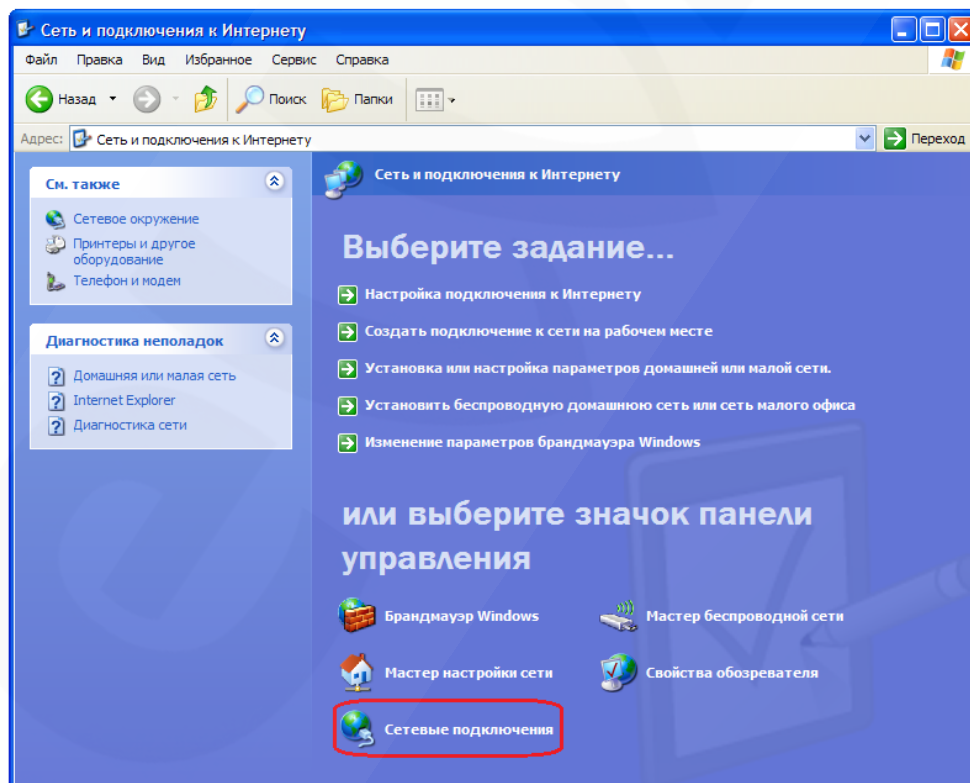 Сеть и подключения к Интернету
Файл Правка Вид Избранное Сервис Справка
Назад Поиск Папки
Адрес: Сеть и подключения к Интернету Переход
См. также
Сетевое окружение
Принтеры и другое
оборудование
Телефон и модем
Диагностика неполадок
Домашняя или малая сеть
Internet Explorer
Диагностика сети
Сеть и подключения к Интернету
Выберите задание...
Настройка подключения к Интернету
Создать подключение к сети на рабочем месте
Установка или настройка параметров домашней или малой сети.
Установить беспроводную домашнюю сеть или сеть малого офиса
Изменение параметров брандмауэра Windows
или выберите значок панели
управления
Брандмауэр Windows Мастер беспроводной сети
Мастер настройки сети Свойства обозревателя
Сетевые подключения